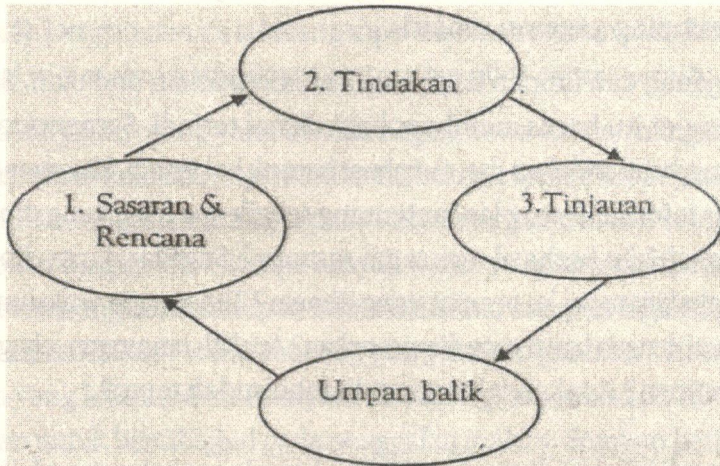 2. Tindakan
1. Sasaran &
Rencana
3.Tinjauan
Umpan balik